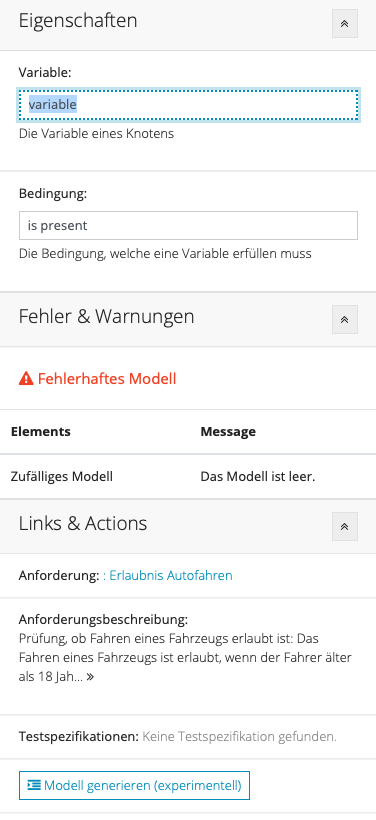 Eigenschaften
Variable:
variable
Die Variable eines Knotens
Bedingung:
is present
Die Bedingung, welche eine Variable erfüllen muss
Fehler & Warnungen
Fehlerhaftes Modell
Elements Message
Zufälliges Modell Das Modell ist leer.
Links & Actions
Anforderung: : Erlaubnis Autofahren
Anforderungsbeschreibung:
Prüfung, ob Fahren eines Fahrzeugs erlaubt ist: Das
Fahren eines Fahrzeugs ist erlaubt, wenn der Fahrer älter
als 18 Jah... »
Testspezifikationen: Keine Testspezifikation gefunden.
Modell generieren (experimentell)